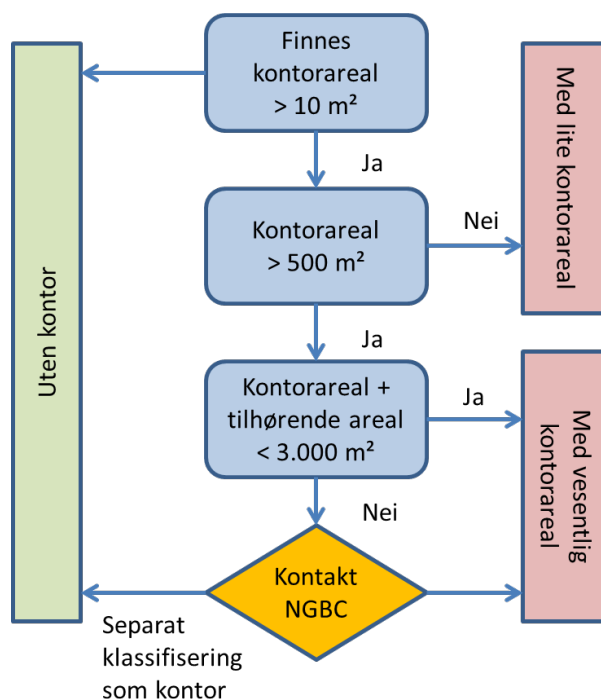 Finnes
kontorareal
> 10 m²
Ja
Kontorareal
> 500 m²
Nei
Med lite kontorareal
Uten kontor
Ja
Kontorareal +
tilhørende areal
< 3.000 m²
Ja
Med vesentlig
kontorareal
Nei
Kontakt
NGBC
Separat
klassifisering
som kontor